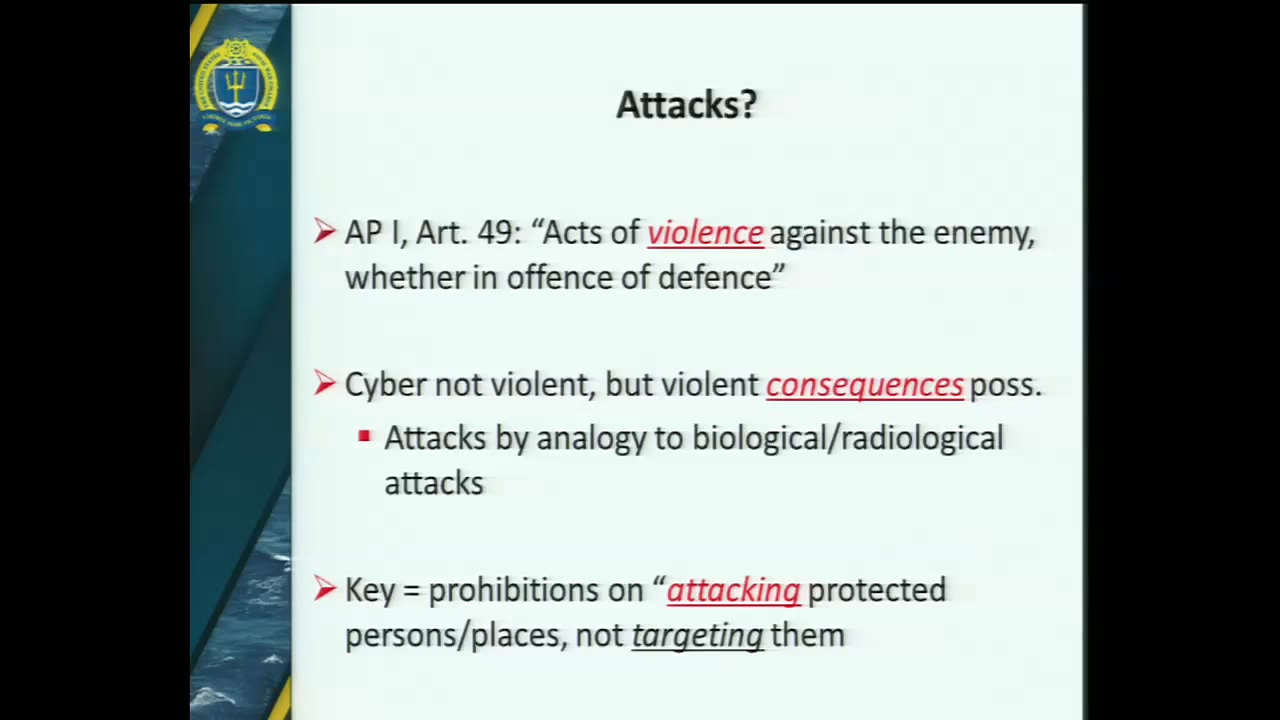 Attacks?
AP I, Art. 49: “Acts of violence against the enemy,
whether in offence of defence”
Cyber not violent, but violent consequences poss.
Attacks by analogy to biological/radiological
attacks
Key = prohibitions on “attacking protected
persons/places, not targeting them